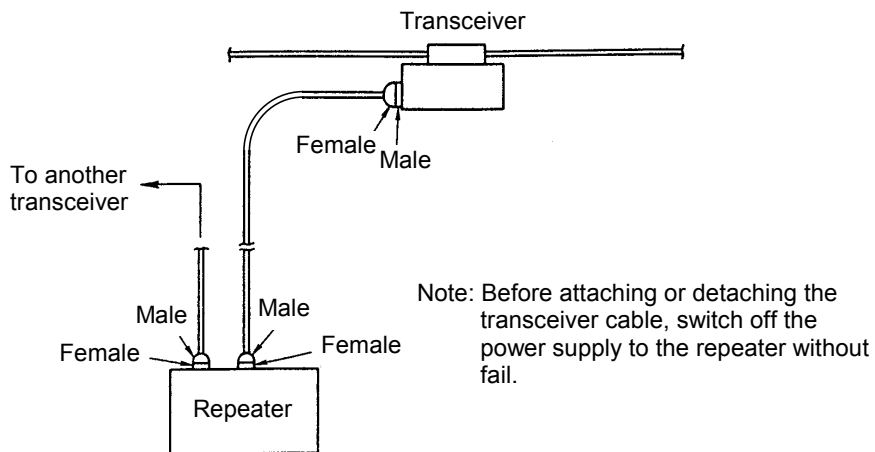 Transceiver
Female
Male
To another
transceiver
Male
Male
Female
Female
Repeater
Note: Before attaching or detaching the
transceiver cable, switch off the
power supply to the repeater without
fail.